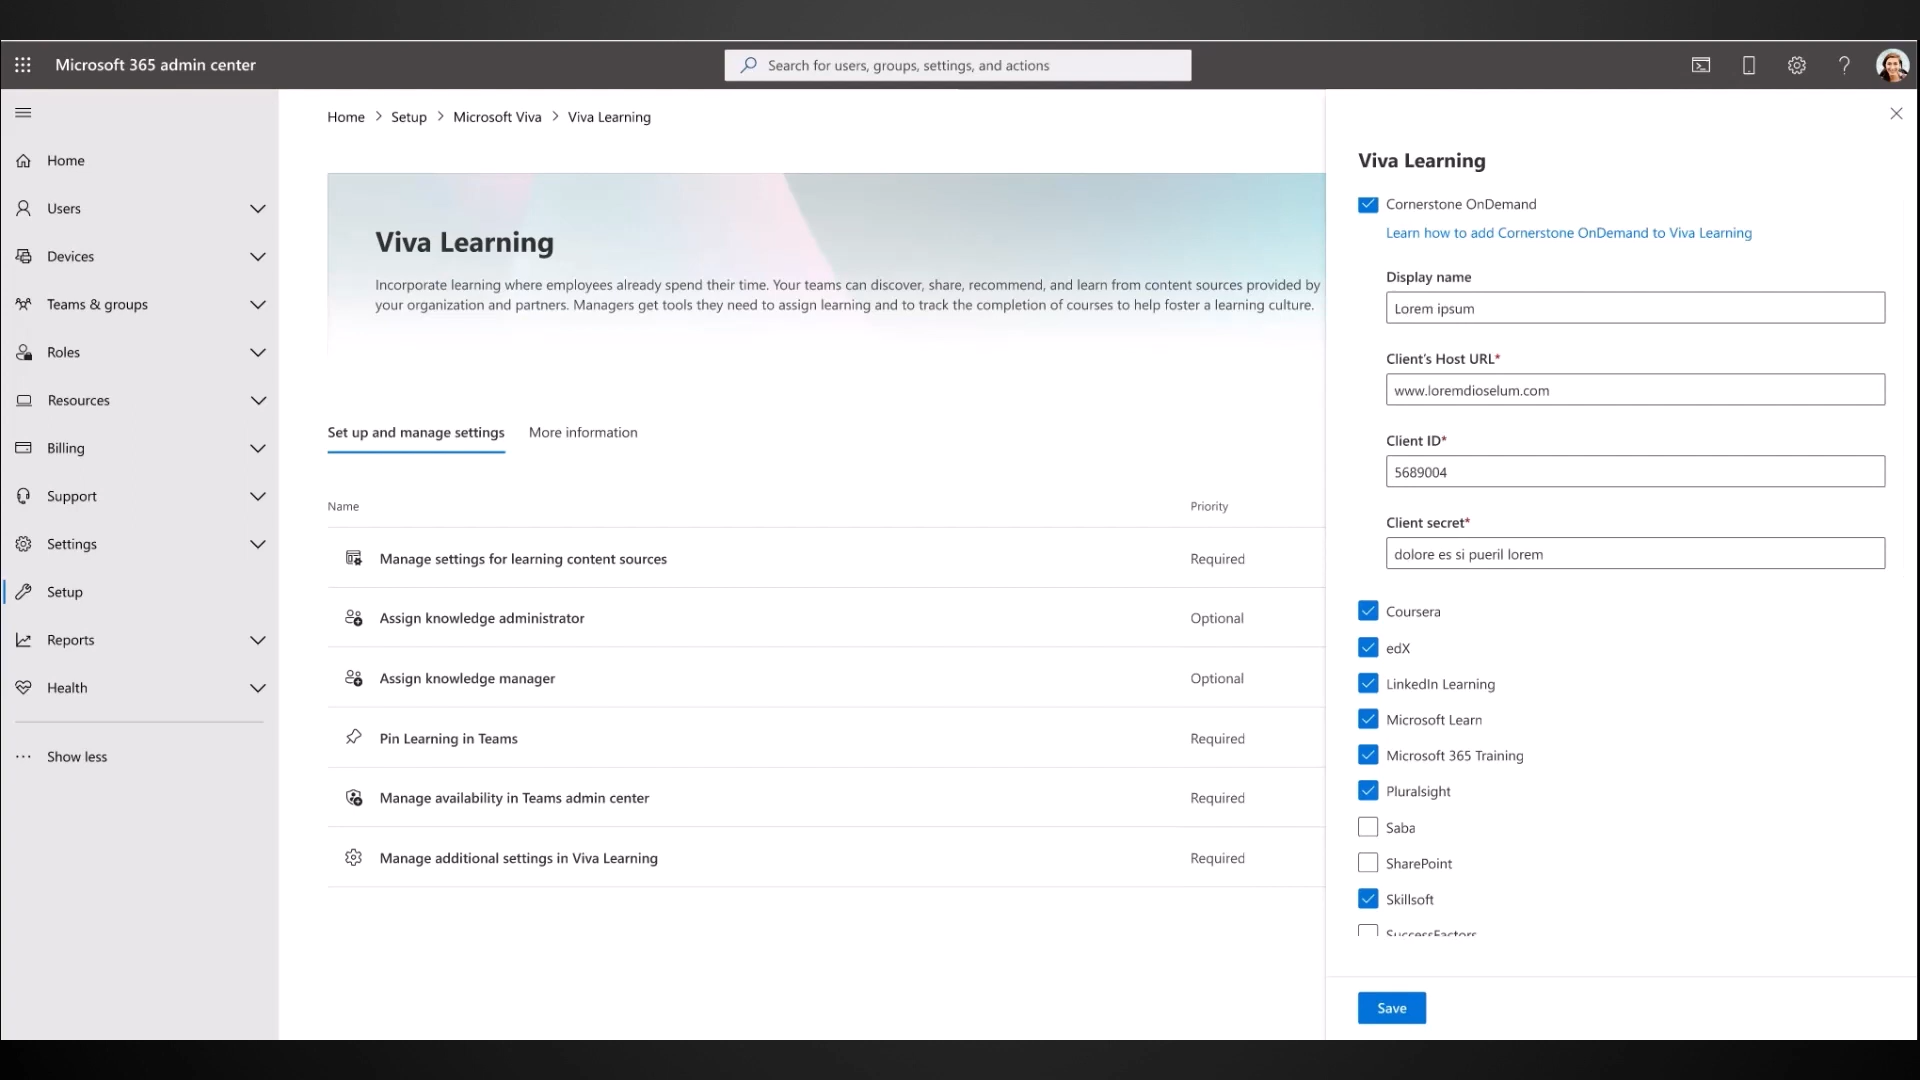 Microsoft 365 admin center
Search for users, groups, settings, and actions
Home
Users
Devices
Teams & groups
Roles
Resources
Billing
Support
Settings
Setup
Reports
Health
Show less
Home > Setup > Microsoft Viva > Viva Learning
Viva Learning
Incorporate learning where employees already spend their time. Your teams can discover, share, recommend, and learn from content sources provided by
your organization and partners. Managers get tools they need to assign learning and to track the completion of courses to help foster a learning culture.
Set up and manage settings More information
Name Priority
Manage settings for learning content sources Required
Assign knowledge administrator Optional
Assign knowledge manager Optional
Pin Learning in Teams Required
Manage availability in Teams admin center Required
Manage additional settings in Viva Learning Required
Viva Learning
Cornerstone OnDemand
Learn how to add Cornerstone OnDemand to Viva Learning
Display name
Lorem ipsum
Client's Host URL*
www.loremdioselum.com
Client ID*
5689004
Client secret*
dolore es si pueril lorem
Coursera
edX
LinkedIn Learning
Microsoft Learn
Microsoft 365 Training
Pluralsight
Saba
SharePoint
Skillsoft
SuccessFactors
Save